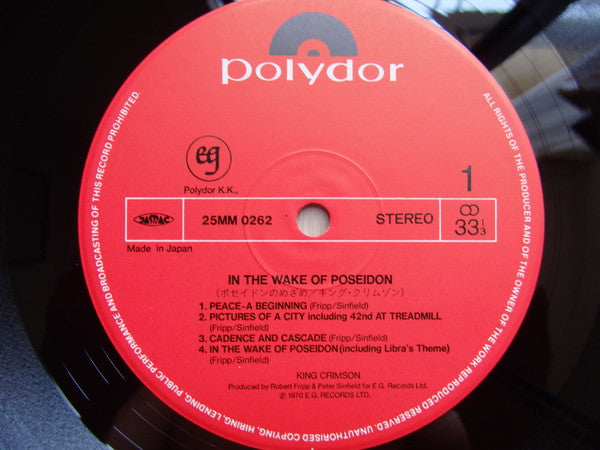 polydor
eg
Polydor K.K.,
1
JASRAC
25MM 0262
STEREO
33 1/3
Made in Japan
IN THE WAKE OF POSEIDON
(ポセイドンのめざめ/キング・クリムゾン)
1. PEACE-A BEGINNING (Fripp/Sinfield)
2. PICTURES OF A CITY including 42nd AT TREADMILL
(Fripp/Sinfield)
3. CADENCE AND CASCADE (Fripp/Sinfield)
4. IN THE WAKE OF POSEIDON (including Libra's Theme)
(Fripp/Sinfield)
KING CRIMSON
Produced by Robert Fripp & Peter Sinfield for E.G. Records Ltd.
℗ 1970 E.G. RECORDS LTD.
ALL RIGHTS OF THE PRODUCER AND OF THE OWNER OF THE WORK REPRODUCED RESERVED. UNAUTHORISED COPYING, HIRING, LENDING, PUBLIC PERFORMANCE AND BROADCASTING OF THIS RECORD PROHIBITED.